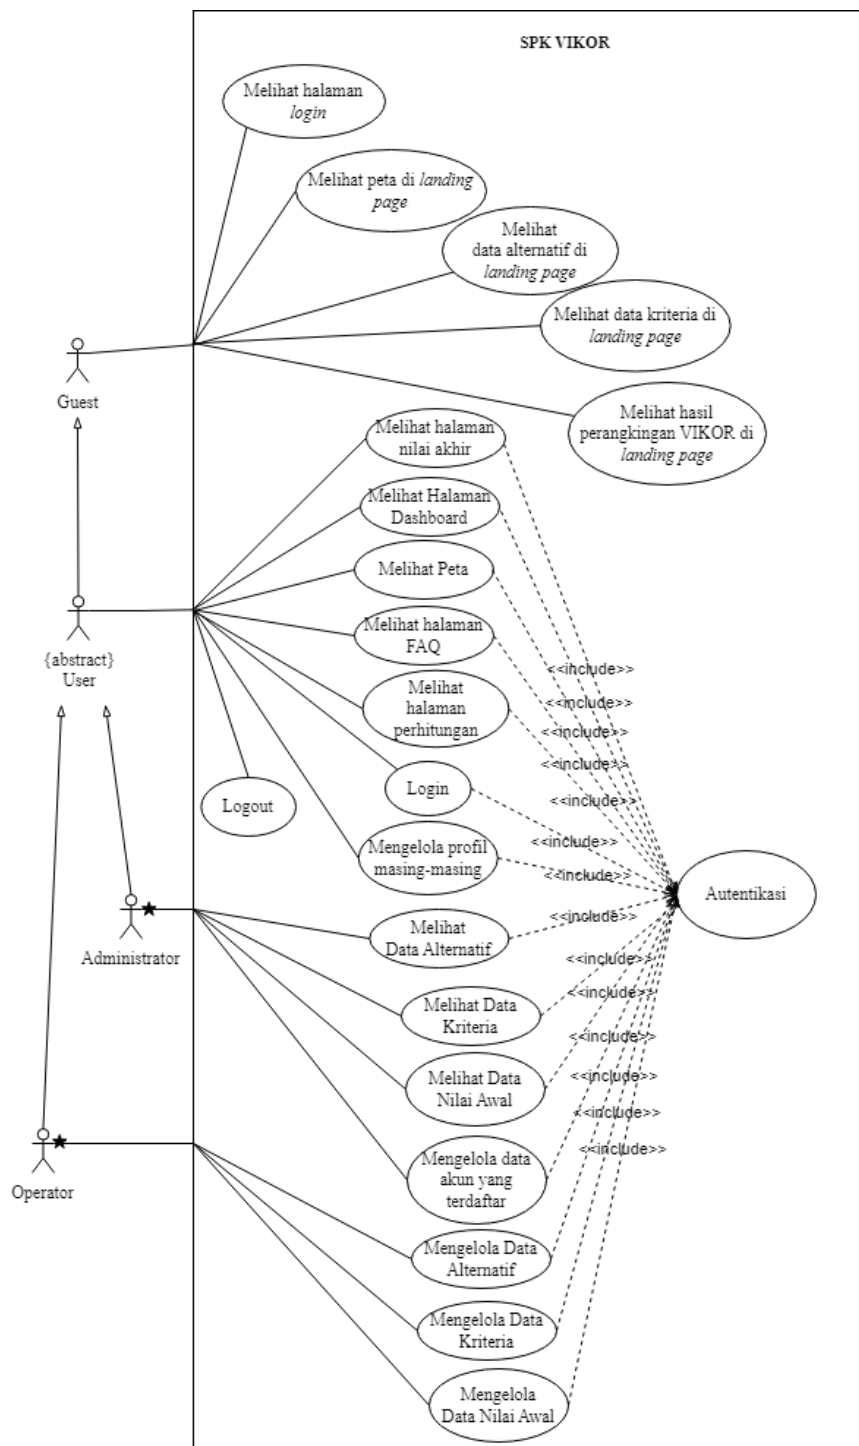 SPK VIKOR
Melihat halaman
login
Melihat peta di landing
page
Melihat
data alternatif di
landing page
Melihat data kriteria di
landing page
Guest
Melihat hasil
perangkingan VIKOR di
landing page
Melihat halaman
nilai akhir
Melihat Halaman
Dashboard
Melihat Peta
{abstract}
User
Melihat halaman
FAQ
Melihat
halaman
perhitungan
Login
Logout
Mengelola profil
masing-masing
<<include>>
<<include>>
<<include>>
<<include>>
<<include>>
<<include>>
<<include>>
Autentikasi
Administrator
Melihat
Data Alternatif
<<include>>
Melihat Data
Kriteria
<<include>>
Melihat Data
Nilai Awal
<<include>>
Mengelola data
akun yang
terdaftar
<<include>>
Operator
Mengelola Data
Alternatif
<<include>>
Mengelola Data
Kriteria
<<include>>
Mengelola
Data Nilai Awal
<<include>>